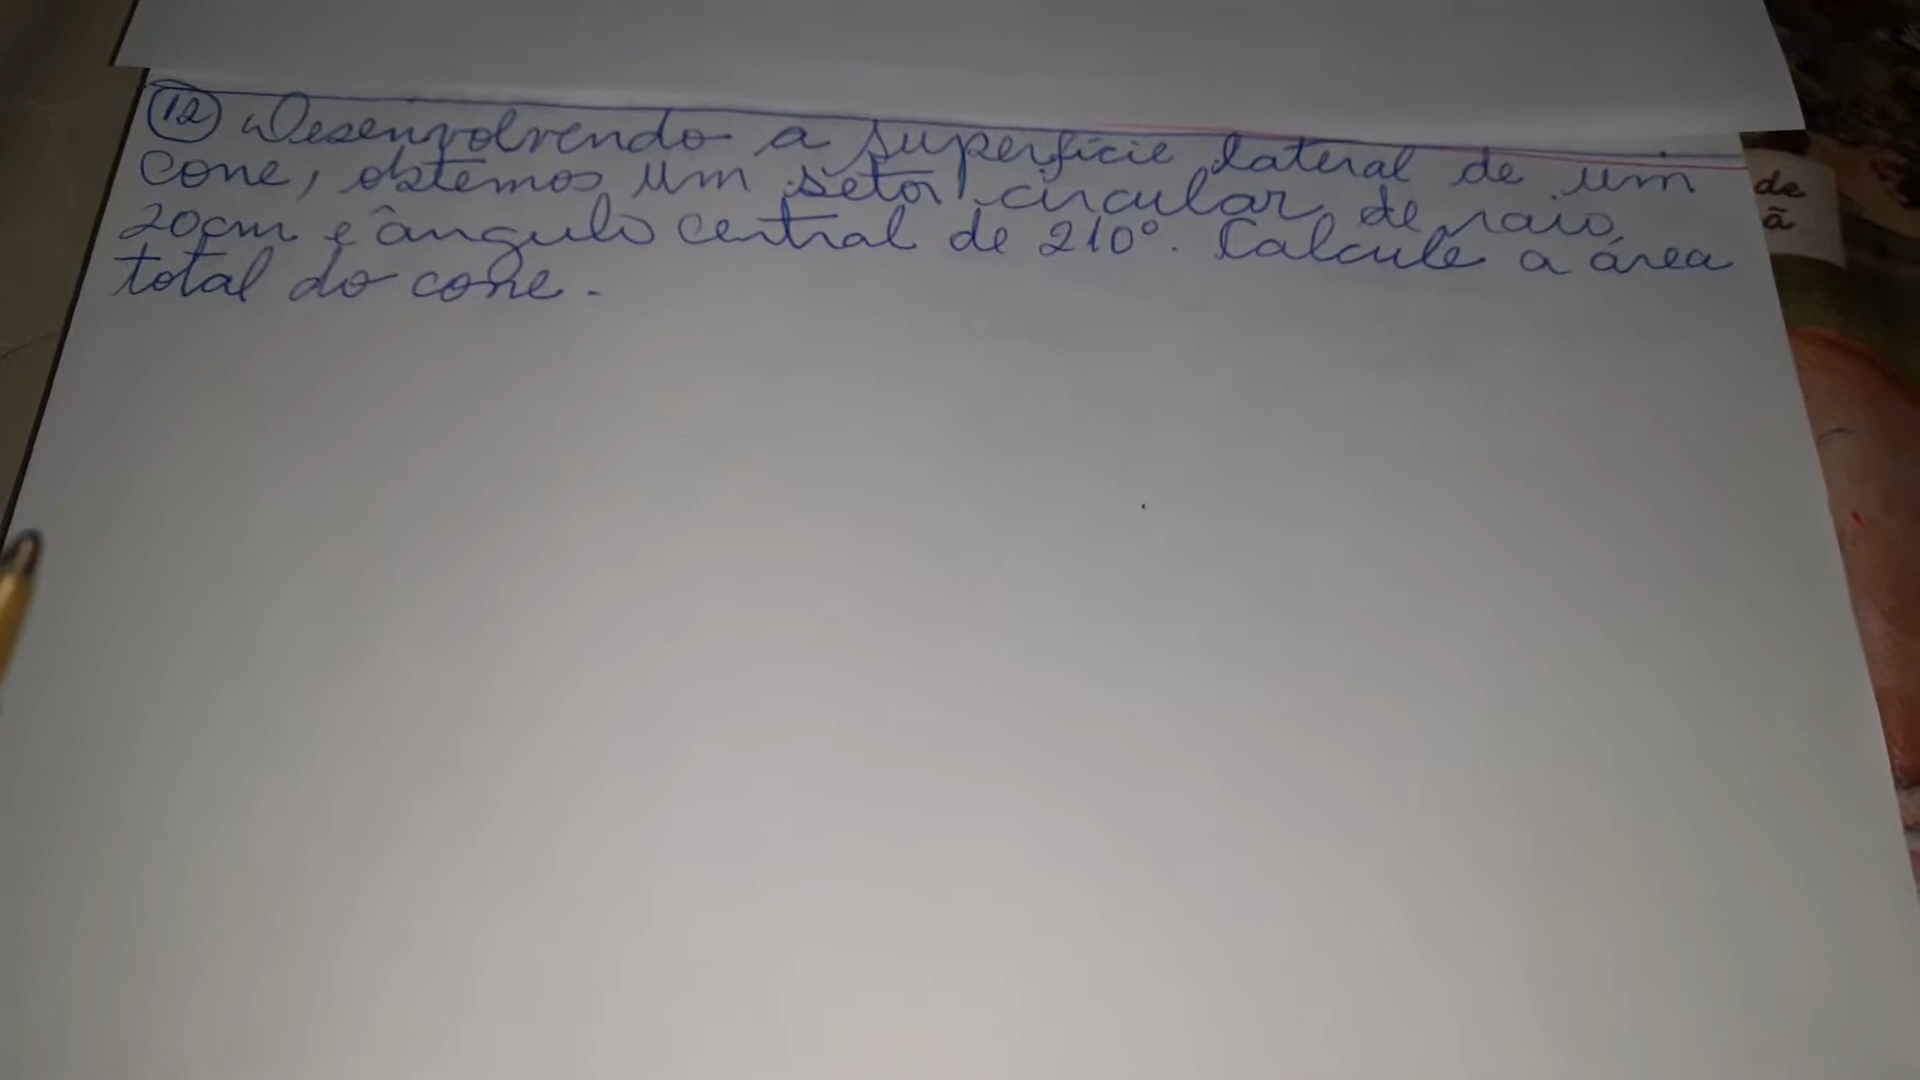 12 Desenvolvendo a superfície lateral de um
cone, obtemos um setor circular de raio
20cm e ângulo central de 210°. Calcule a área
total do cone.
de
ã